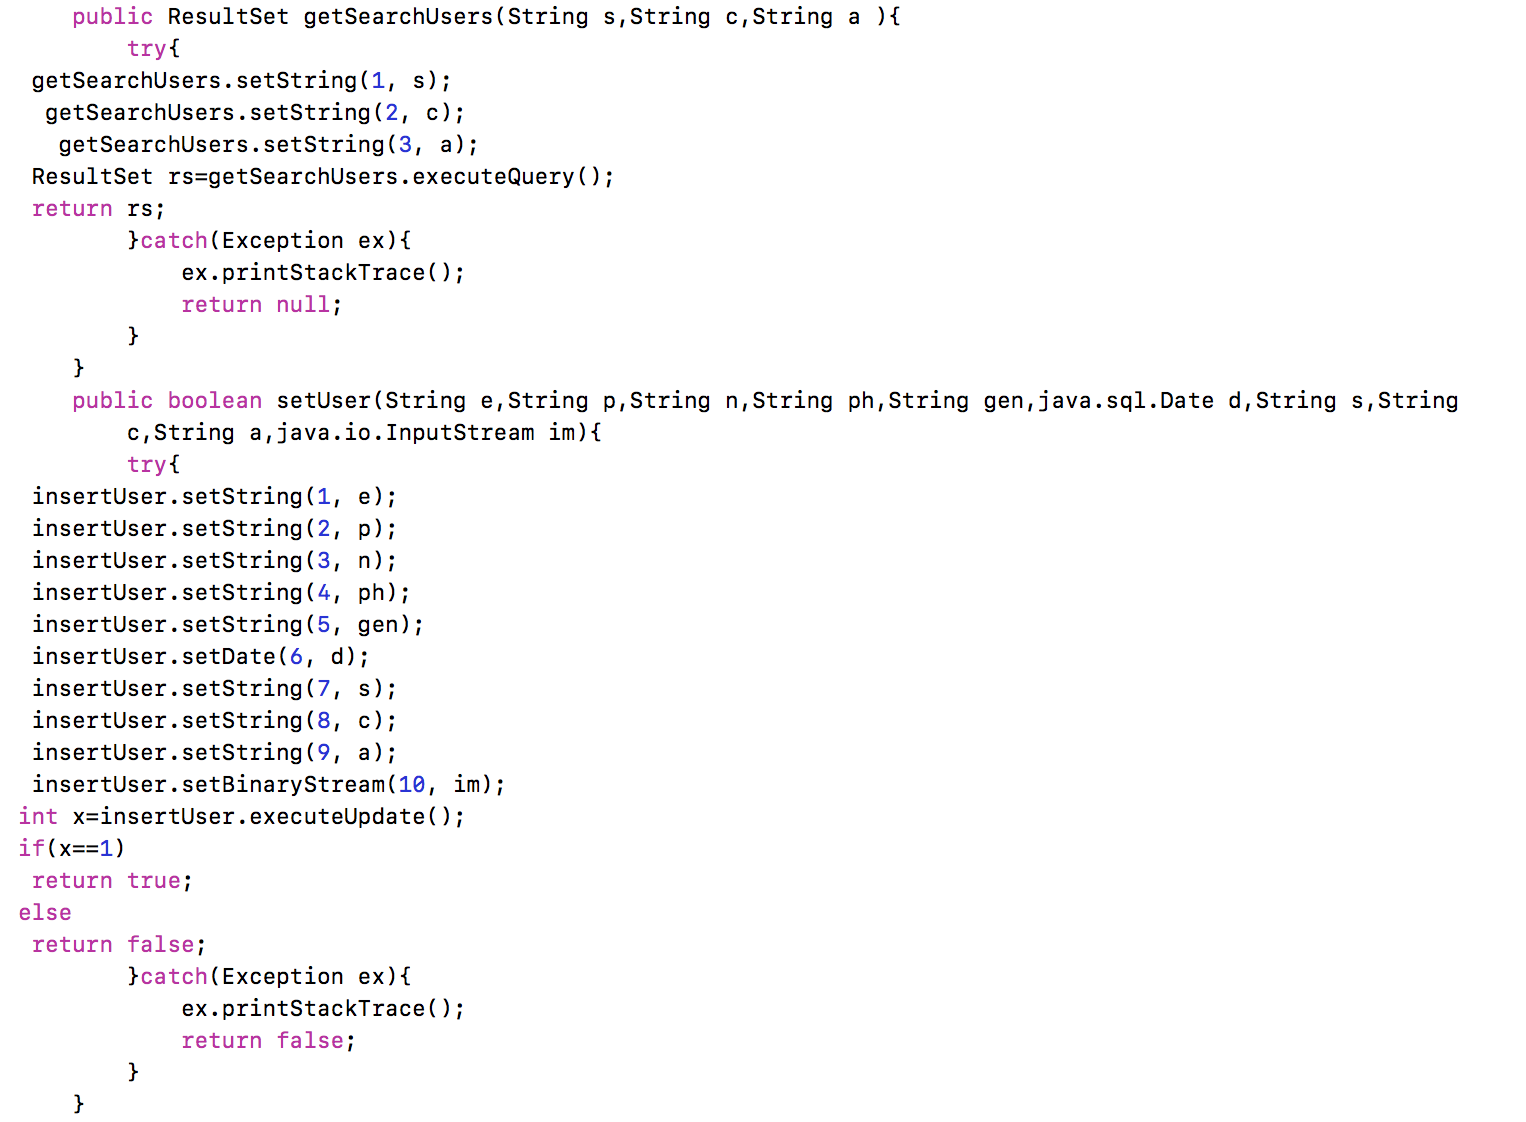 public ResultSet getSearchUsers(String s,String c,String a ){
try{
getSearchUsers.setString(1, s);
getSearchUsers.setString(2, c);
getSearchUsers.setString(3, a);
ResultSet rs=getSearchUsers.executeQuery();
return rs;
}catch(Exception ex){
ex.printStackTrace();
return null;
}
}
public boolean setUser(String e,String p,String n,String ph,String gen,java.sql.Date d,String s,String
c,String a,java.io.InputStream im){
try{
insertUser.setString(1, e);
insertUser.setString(2, p);
insertUser.setString(3, n);
insertUser.setString(4, ph);
insertUser.setString(5, gen);
insertUser.setDate(6, d);
insertUser.setString(7, s);
insertUser.setString(8, c);
insertUser.setString(9, a);
insertUser.setBinaryStream(10, im);
int x=insertUser.executeUpdate();
if(x==1)
return true;
else
return false;
}catch(Exception ex){
ex.printStackTrace();
return false;
}
}